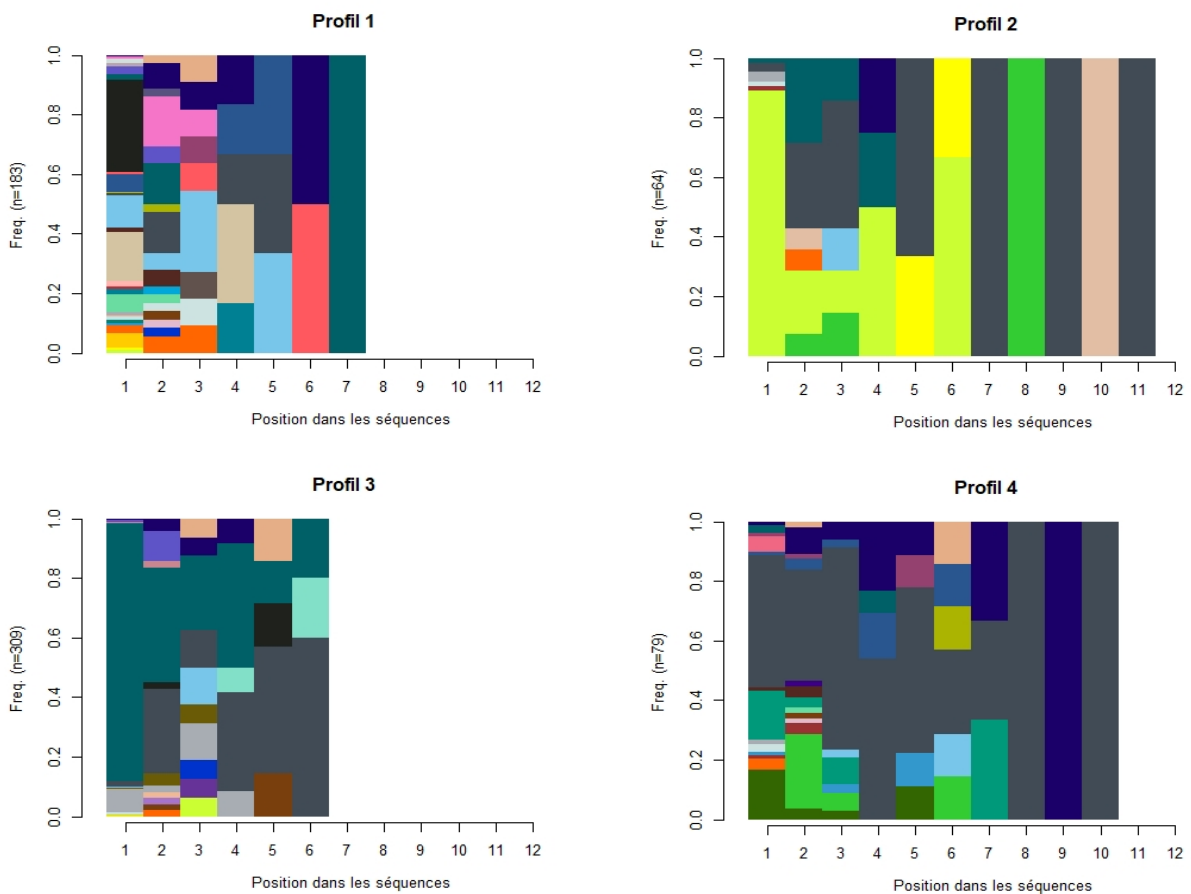 Profil 1
1.0
0.8
0.6
0.4
0.2
0.0
Freq. (n=183)
1 2 3 4 5 6 7 8 9 10 11 12
Position dans les séquences
Profil 2
1.0
0.8
0.6
0.4
0.2
0.0
Freq. (n=64)
1 2 3 4 5 6 7 8 9 10 11 12
Position dans les séquences
Profil 3
1.0
0.8
0.6
0.4
0.2
0.0
Freq. (n=309)
1 2 3 4 5 6 7 8 9 10 11 12
Position dans les séquences
Profil 4
1.0
0.8
0.6
0.4
0.2
0.0
Freq. (n=79)
1 2 3 4 5 6 7 8 9 10 11 12
Position dans les séquences